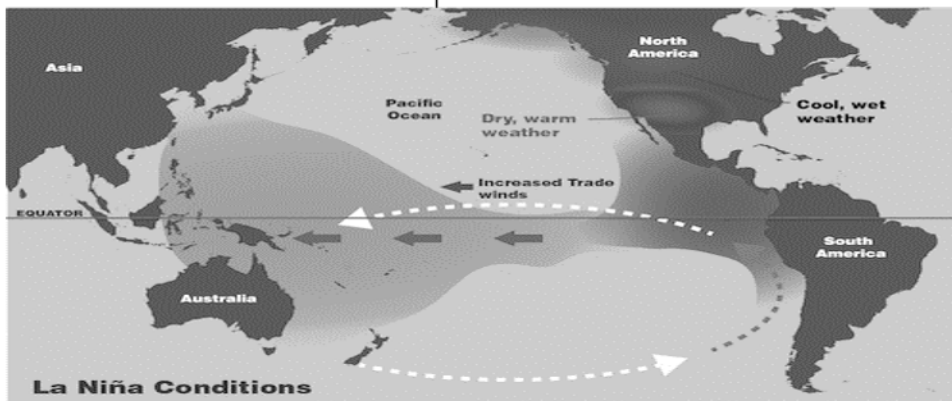 Asia
North
America
Pacific
Ocean
Cool, wet
weather
Dry, warm
weather
Increased Trade
winds
EQUATOR
South
America
Australia
La Niña Conditions